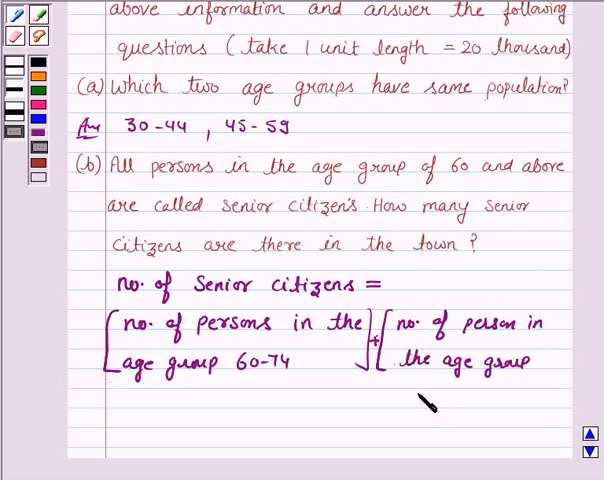 above information and answer the following
questions (take 1 unit length = 20 thousand)
(a) Which two age groups have same population?
Ans 30-44, 45-59
(b) All persons in the age group of 60 and above
are called senior citizen's. How many senior
citizens are there in the town?
no. of Senior citizens =
[no. of persons in the age group 60-74] + [no. of person in the age group